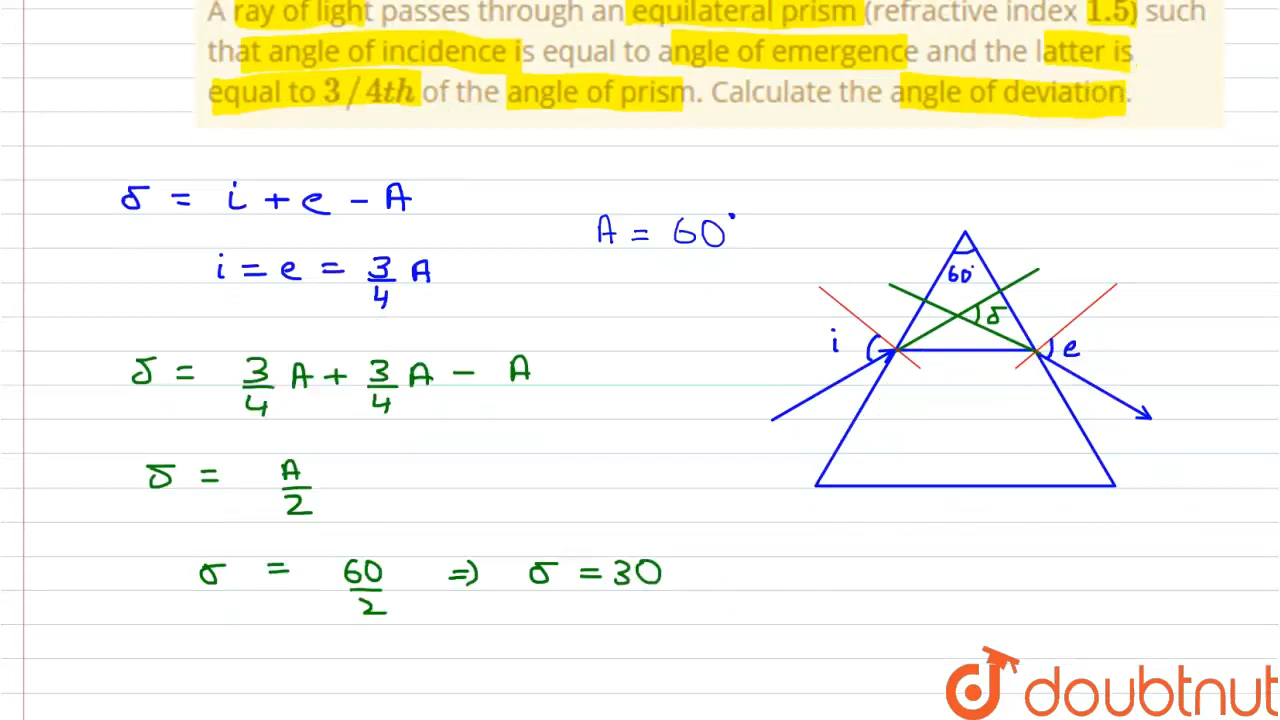 A ray of light passes through an equilateral prism (refractive index 1.5) such
that angle of incidence is equal to angle of emergence and the latter is
equal to 3/4th of the angle of prism. Calculate the angle of deviation.
δ = i + e - A
A = 60°
i = e = 3/4 A
δ = 3/4 A + 3/4 A - A
δ = A/2
δ = 60/2 ⇒ δ = 30
60°
δ
i
e
doubtnut